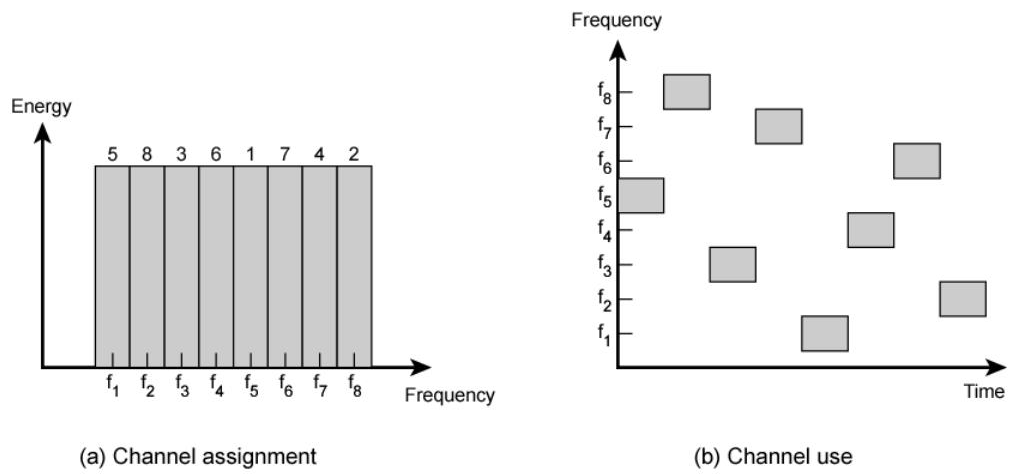 Energy
5 8 3 6 1 7 4 2
f1 f2 f3 f4 f5 f6 f7 f8
Frequency
(a) Channel assignment
Frequency
f8
f7
f6
f5
f4
f3
f2
f1
Time
(b) Channel use